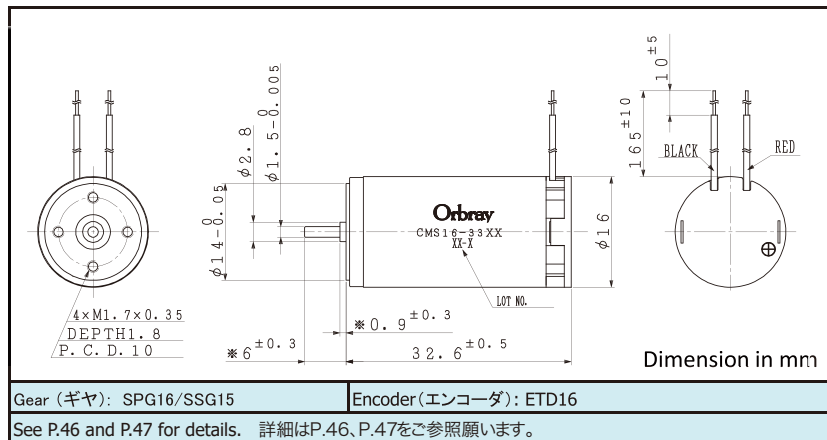 10 ±5
165 ±10
BLACK
RED
φ1.5 0 -0.005
φ2.8
φ14 0 -0.05
Orbray
CMS16-33XX
XX-X
LOT NO.
φ16
4×M1.7×0.35
DEPTH1.8
P.C.D.10
※0.9 ±0.3
※6 ±0.3
32.6 ±0.5
Dimension in mm
Gear (ギヤ): SPG16/SSG15
Encoder(エンコーダ): ETD16
See P.46 and P.47 for details. 詳細はP.46、P.47をご参照願います。